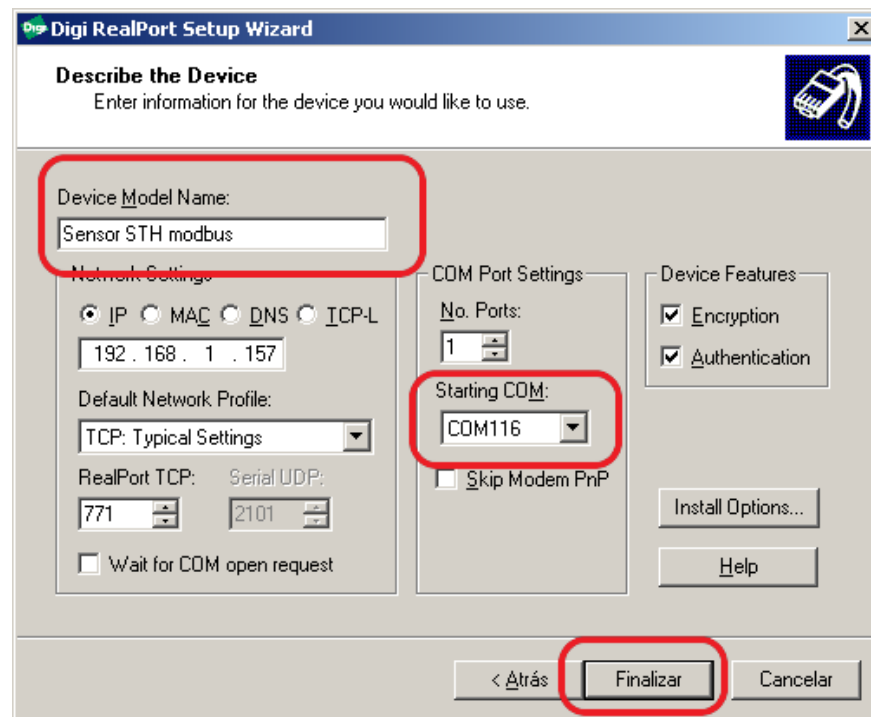 Digi Digi RealPort Setup Wizard
Describe the Device
Enter information for the device you would like to use.
Device Model Name:
Sensor STH modbus
Network Settings
IP MAC DNS TCP-L
192 . 168 . 1 . 157
Default Network Profile:
TCP: Typical Settings
RealPort TCP: Serial UDP:
771 2101
Wait for COM open request
COM Port Settings
No. Ports:
1
Starting COM:
COM116
Skip Modem PnP
Device Features
Encryption
Authentication
Install Options...
Help
< Atrás Finalizar Cancelar